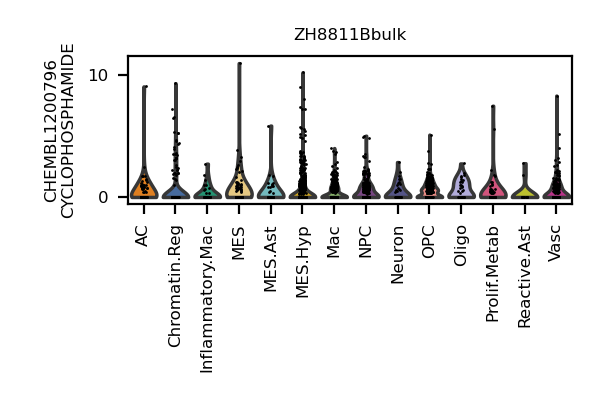 ZH8811Bbulk
CHEMBL1200796
CYCLOPHOSPHAMIDE
10
0
AC
Chromatin.Reg
Inflammatory.Mac
MES
MES.Ast
MES.Hyp
Mac
NPC
Neuron
OPC
Oligo
Prolif.Metab
Reactive.Ast
Vasc